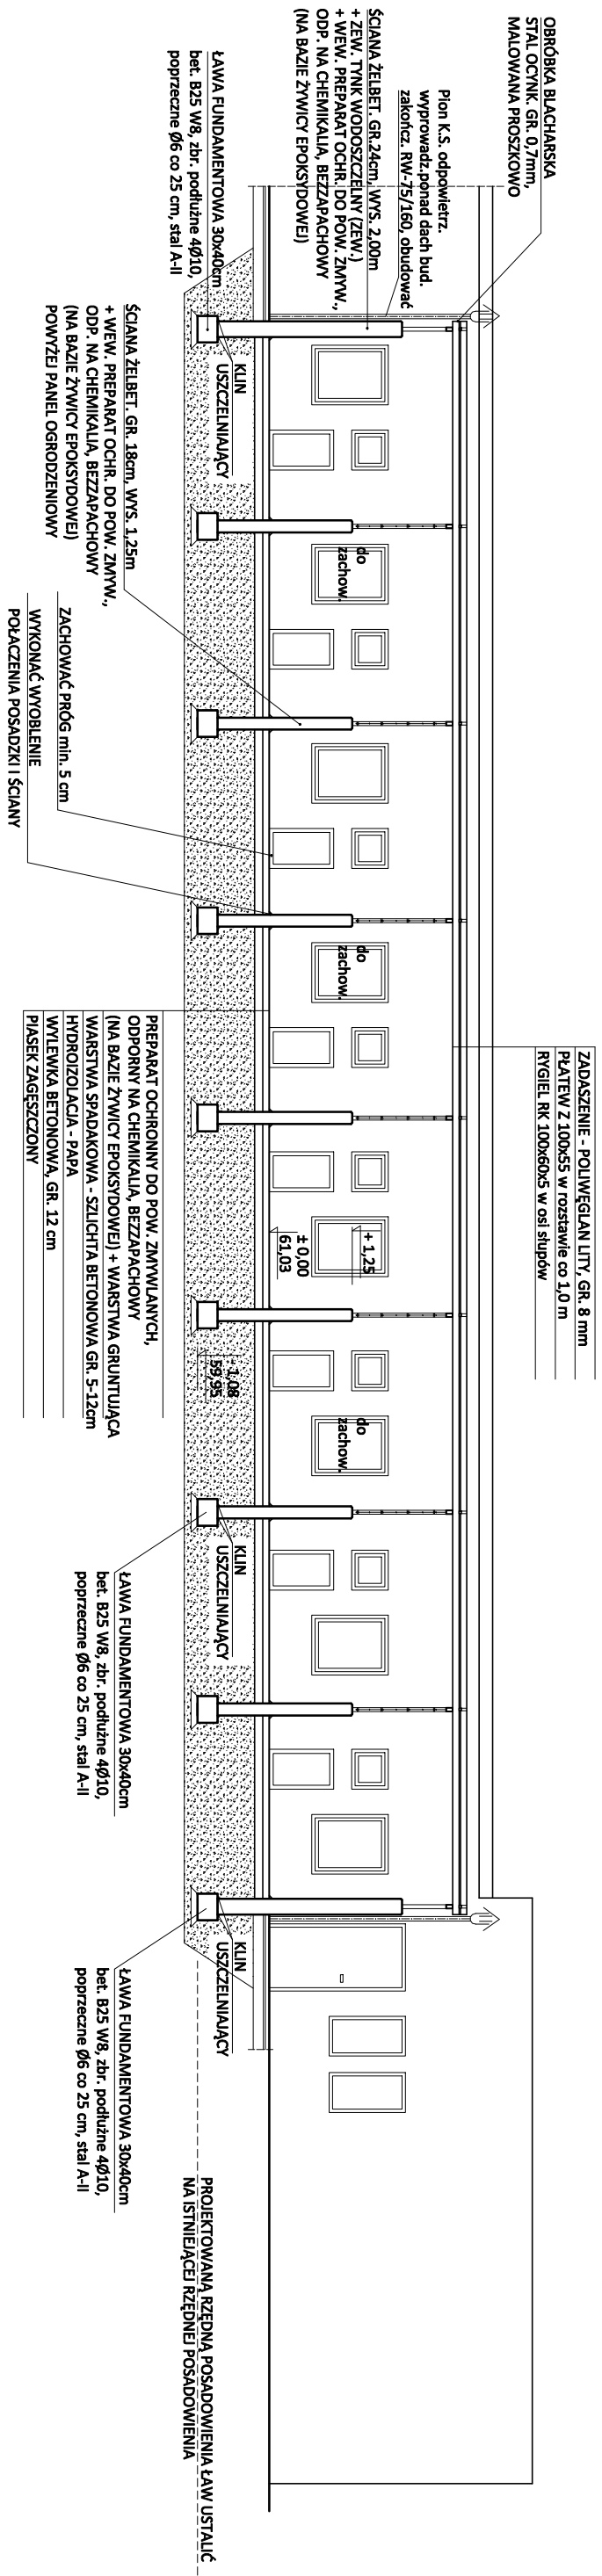 OBRÓBKA BLACHARSKA
STAL OCYNK. GR. 0,7mm,
MALOWANA PROSZKOWO
Pion K.S. odpowietrz.
wyprowadz.ponad dach bud.
zakończ. RW-75/160, obudować
ŚCIANA ŻELBET. GR.24cm, WYS. 2,00m
+ ZEW. TYNK WODOSZCZELNY (ZEW.)
+ WEW. PREPARAT OCHR. DO POW. ZMYW.,
ODP. NA CHEMIKALIA, BEZZAPACHOWY
(NA BAZIE ŻYWICY EPOKSYDOWEJ)
ŁAWA FUNDAMENTOWA 30x40cm
bet. B25 W8, zbr. podłużne 4Ø10,
poprzeczne Ø6 co 25 cm, stal A-II
KLIN
USZCZELNIAJĄCY
ŚCIANA ŻELBET. GR. 18cm, WYS. 1,25m
+ WEW. PREPARAT OCHR. DO POW. ZMYW.,
ODP. NA CHEMIKALIA, BEZZAPACHOWY
(NA BAZIE ŻYWICY EPOKSYDOWEJ)
POWYŻEJ PANEL OGRODZENIOWY
do
zachow.
ZACHOWAĆ PRÓG min. 5 cm
WYKONAĆ WYOBLENIE
POŁACZENIA POSADZKI I ŚCIANY
do
zachow.
ZADASZENIE - POLIWĘGLAN LITY, GR. 8 mm
PŁATEW Z 100x55 w rozstawie co 1,0 m
RYGIEL RK 100x60x5 w osi słupów
PREPARAT OCHRONNY DO POW. ZMYWLANYCH,
ODPORNY NA CHEMIKALIA, BEZZAPACHOWY
(NA BAZIE ŻYWICY EPOKSYDOWEJ) + WARSTWA GRUNTUJĄCA
WARSTWA SPADAKOWA - SZLICHTA BETONOWA GR. 5-12cm
HYDROIZOLACJA - PAPA
WYLEWKA BETONOWA, GR. 12 cm
PIASEK ZAGĘSZCZONY
+ 1,25
± 0,00
61,03
- 1,08
59,95
do
zachow.
KLIN
USZCZELNIAJĄCY
ŁAWA FUNDAMENTOWA 30x40cm
bet. B25 W8, zbr. podłużne 4Ø10,
poprzeczne Ø6 co 25 cm, stal A-II
KLIN
USZCZELNIAJĄCY
ŁAWA FUNDAMENTOWA 30x40cm
bet. B25 W8, zbr. podłużne 4Ø10,
poprzeczne Ø6 co 25 cm, stal A-II
PROJEKTOWANĄ RZĘDNĄ POSADOWIENIA ŁAW USTALIĆ
NA ISTNIEJĄCEJ RZĘDNEJ POSADOWIENIA